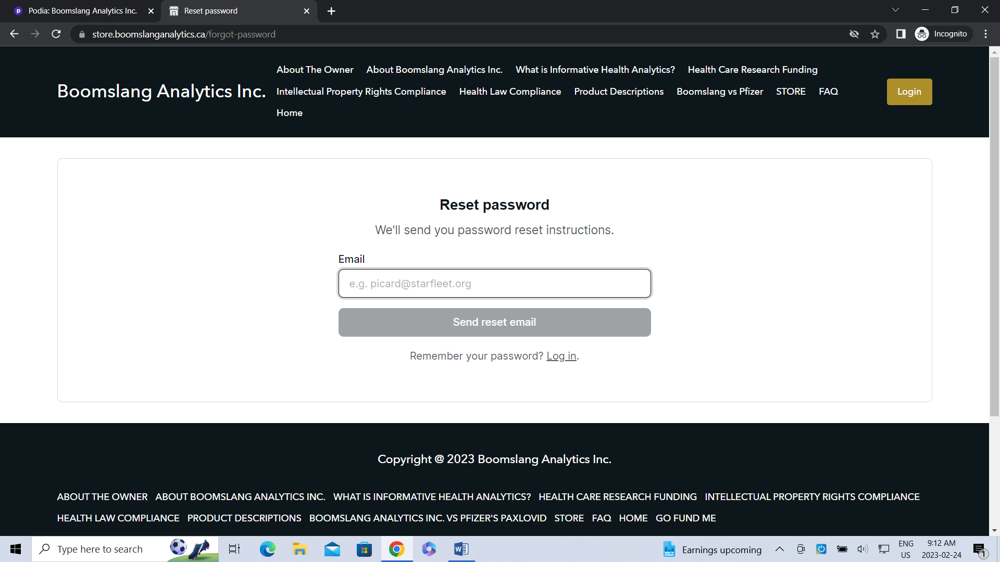 Podia: Boomslang Analytics Inc.
Reset password
store.boomslanganalytics.ca/forgot-password
Incognito
Boomslang Analytics Inc.
About The Owner About Boomslang Analytics Inc. What is Informative Health Analytics? Health Care Research Funding
Intellectual Property Rights Compliance Health Law Compliance Product Descriptions Boomslang vs Pfizer STORE FAQ
Home
Login
Reset password
We'll send you password reset instructions.
Email
e.g. picard@starfleet.org
Send reset email
Remember your password? Log in.
Copyright @ 2023 Boomslang Analytics Inc.
ABOUT THE OWNER ABOUT BOOMSLANG ANALYTICS INC. WHAT IS INFORMATIVE HEALTH ANALYTICS? HEALTH CARE RESEARCH FUNDING INTELLECTUAL PROPERTY RIGHTS COMPLIANCE
HEALTH LAW COMPLIANCE PRODUCT DESCRIPTIONS BOOMSLANG ANALYTICS INC. VS PFIZER'S PAXLOVID STORE FAQ HOME GO FUND ME
Type here to search
Earnings upcoming
ENG
US
9:12 AM
2023-02-24
1